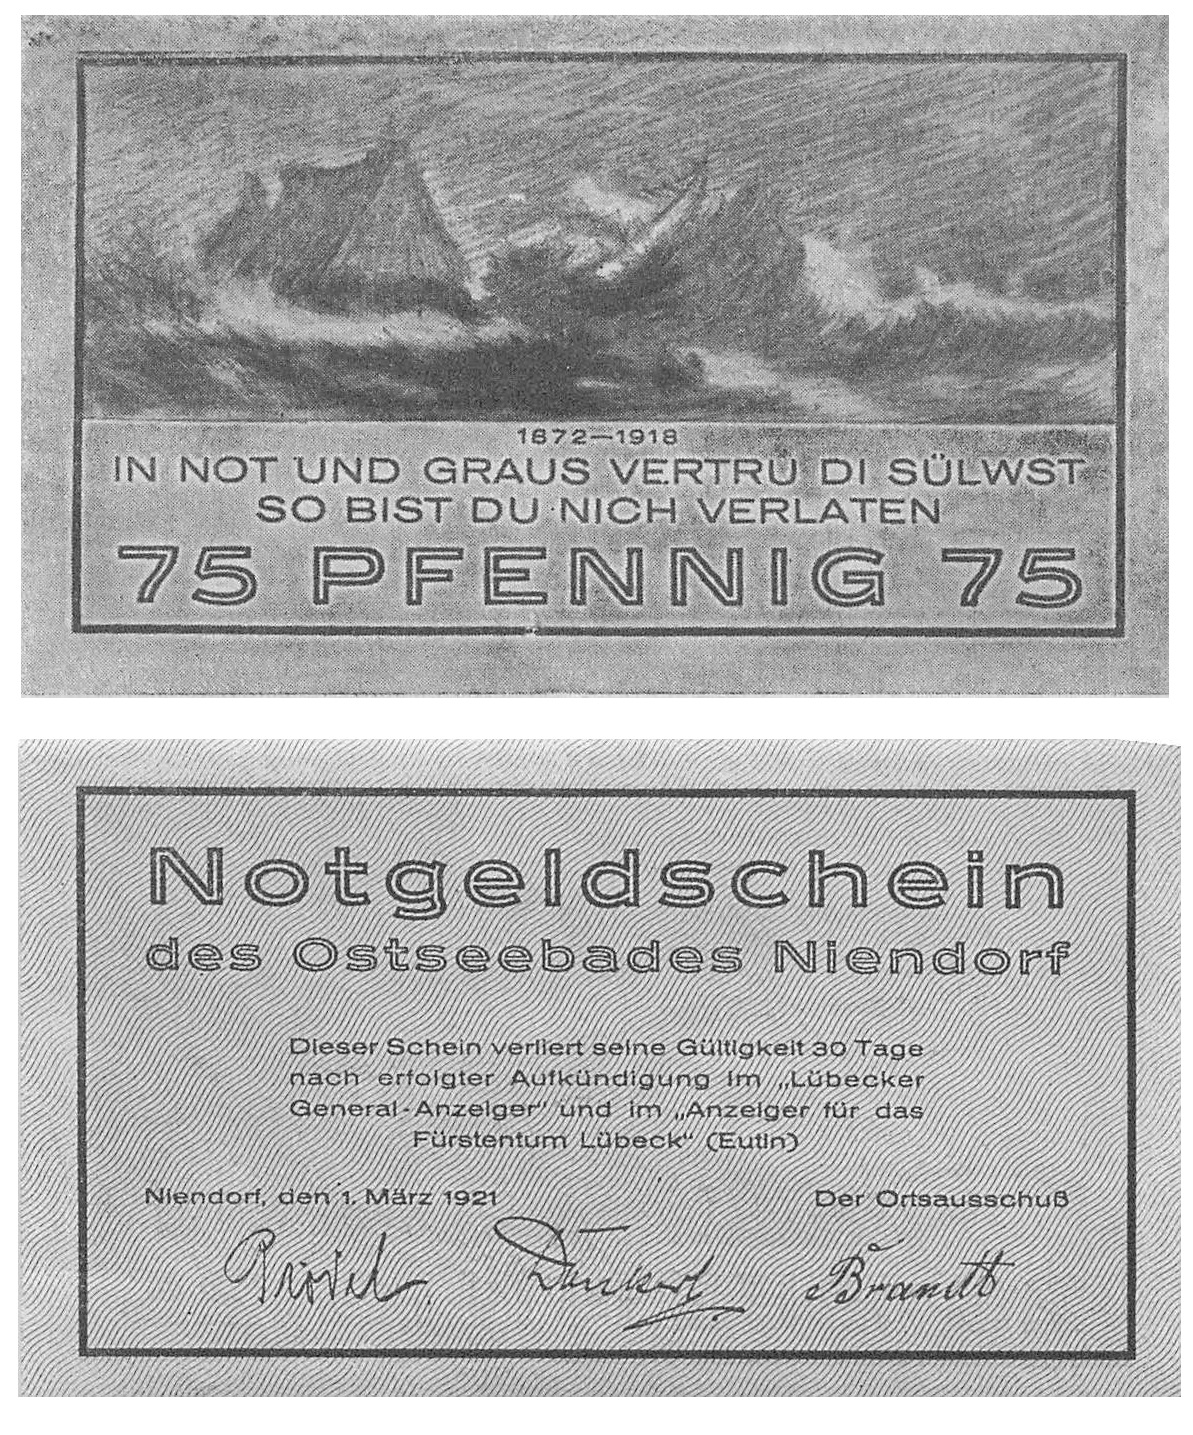 1872—1918
IN NOT UND GRAUS VERTRU DI SÜLWST
SO BIST DU NICH VERLATEN
75 PFENNIG 75
Notgeldschein
des Ostseebades Niendorf
Dieser Schein verliert seine Gültigkeit 30 Tage
nach erfolgter Aufkündigung im „Lübecker
General-Anzeiger" und im „Anzeiger für das
Fürstentum Lübeck" (Eutin)
Niendorf, den 1. März 1921 Der Ortsausschuß
Brandt